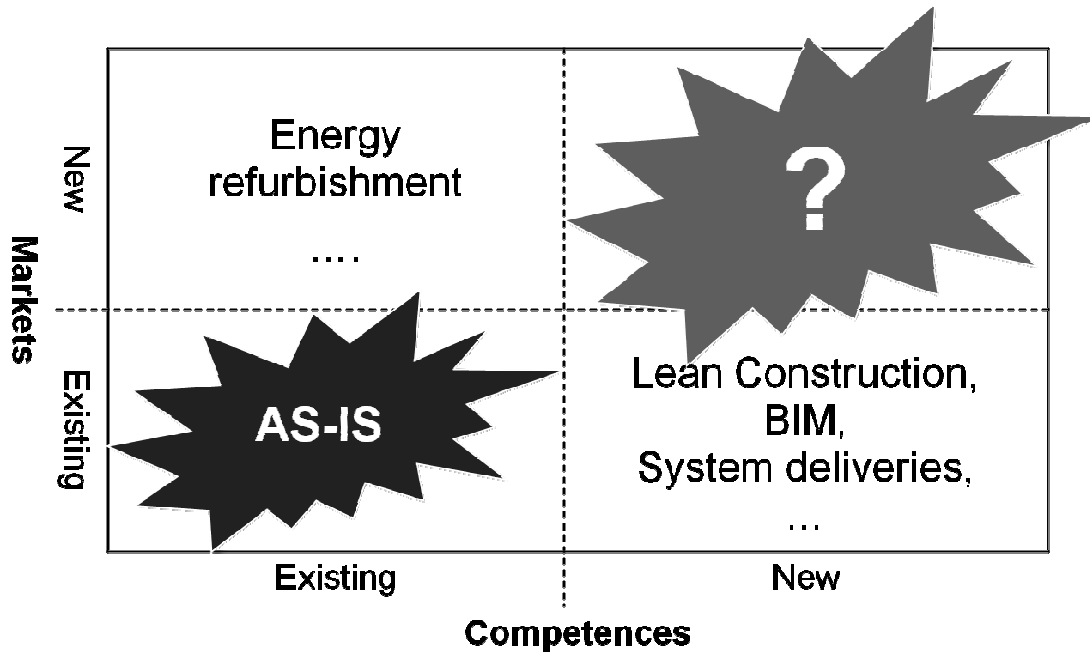 Energy
refurbishment
....
?
New
Markets
Existing
AS-IS
Lean Construction,
BIM,
System deliveries,
...
Existing
New
Competences